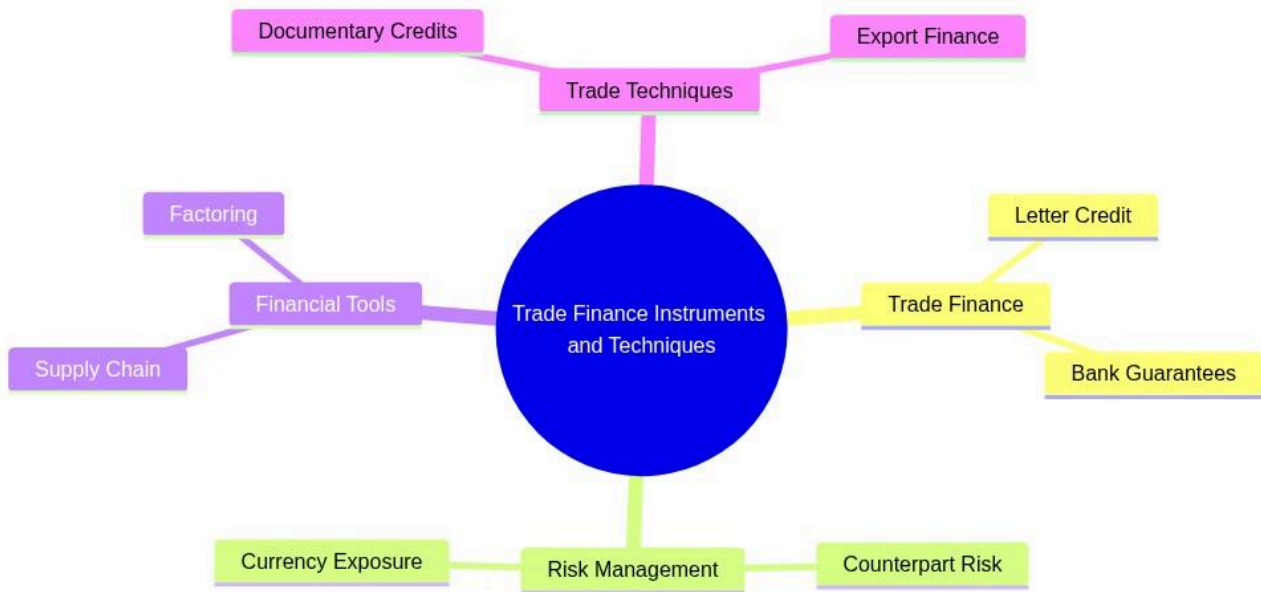 Documentary Credits
Export Finance
Trade Techniques
Factoring
Letter Credit
Financial Tools
Trade Finance Instruments
and Techniques
Trade Finance
Supply Chain
Bank Guarantees
Currency Exposure
Risk Management
Counterpart Risk